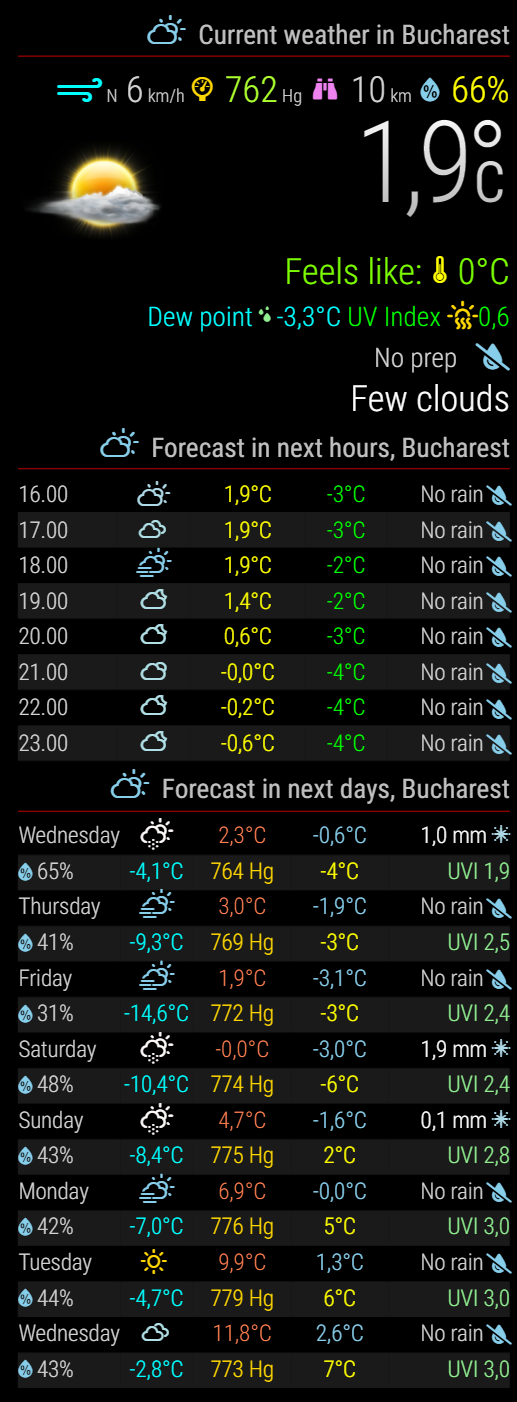 Current weather in Bucharest
N 6 km/h 762 Hg 10 km % 66%
1,9°C
Feels like: 0°C
Dew point -3,3°C UV Index 0,6
No prep
Few clouds
Forecast in next hours, Bucharest
16.00 1,9°C -3°C No rain
17.00 1,9°C -3°C No rain
18.00 1,9°C -2°C No rain
19.00 1,4°C -2°C No rain
20.00 0,6°C -3°C No rain
21.00 -0,0°C -4°C No rain
22.00 -0,2°C -4°C No rain
23.00 -0,6°C -4°C No rain
Forecast in next days, Bucharest
Wednesday 2,3°C -0,6°C 1,0 mm
% 65% -4,1°C 764 Hg -4°C UVI 1,9
Thursday 3,0°C -1,9°C No rain
% 41% -9,3°C 769 Hg -3°C UVI 2,5
Friday 1,9°C -3,1°C No rain
% 31% -14,6°C 772 Hg -3°C UVI 2,4
Saturday -0,0°C -3,0°C 1,9 mm
% 48% -10,4°C 774 Hg -6°C UVI 2,4
Sunday 4,7°C -1,6°C 0,1 mm
% 43% -8,4°C 775 Hg 2°C UVI 2,8
Monday 6,9°C -0,0°C No rain
% 42% -7,0°C 776 Hg 5°C UVI 3,0
Tuesday 9,9°C 1,3°C No rain
% 44% -4,7°C 779 Hg 6°C UVI 3,0
Wednesday 11,8°C 2,6°C No rain
% 43% -2,8°C 773 Hg 7°C UVI 3,0